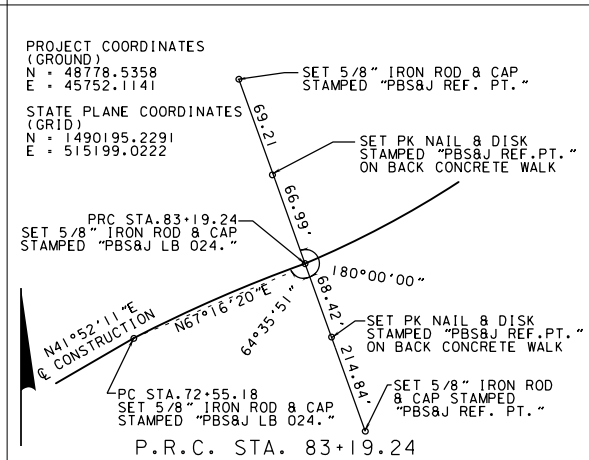 PROJECT COORDINATES
(GROUND)
N = 48778.5358
E = 45752.1141
STATE PLANE COORDINATES
(GRID)
N = 1490195.2291
E = 515199.0222
SET 5/8" IRON ROD & CAP
STAMPED "PBS&J REF. PT."
69.21
SET PK NAIL & DISK
STAMPED "PBS&J REF.PT."
ON BACK CONCRETE WALK
66.99'
PRC STA.83+19.24
SET 5/8" IRON ROD & CAP
STAMPED "PBS&J LB 024."
180°00'00"
N67°16'20"E
64°35'51"
68.42'
N41°52'11"E
℄ CONSTRUCTION
SET PK NAIL & DISK
STAMPED "PBS&J REF.PT."
ON BACK CONCRETE WALK
214.84'
PC STA.72+55.18
SET 5/8" IRON ROD & CAP
STAMPED "PBS&J LB 024."
SET 5/8" IRON ROD
& CAP STAMPED
"PBS&J REF. PT."
P.R.C. STA. 83+19.24